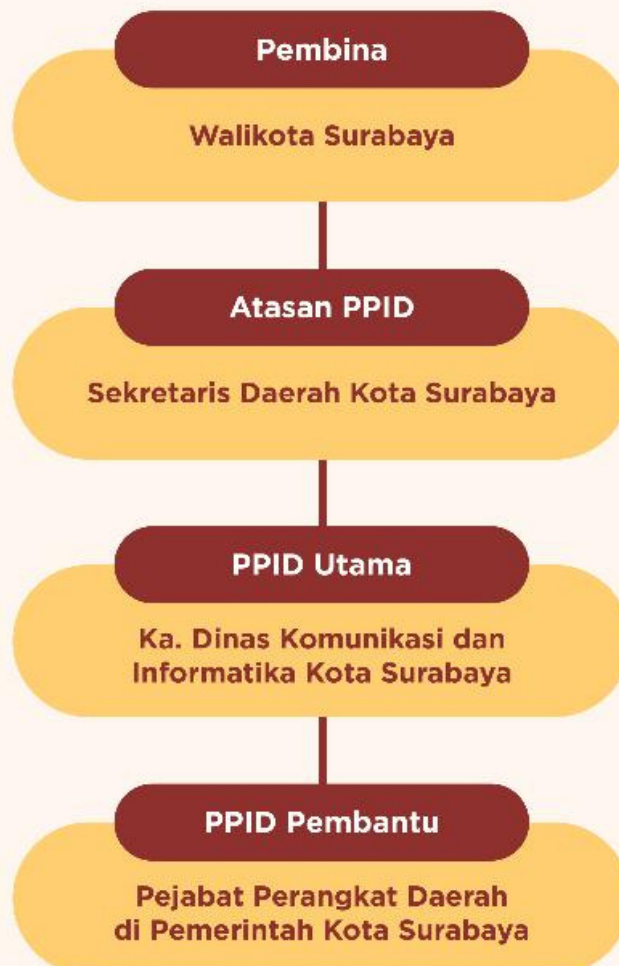 Pembina
Walikota Surabaya
Atasan PPID
Sekretaris Daerah Kota Surabaya
PPID Utama
Ka. Dinas Komunikasi dan
Informatika Kota Surabaya
PPID Pembantu
Pejabat Perangkat Daerah
di Pemerintah Kota Surabaya